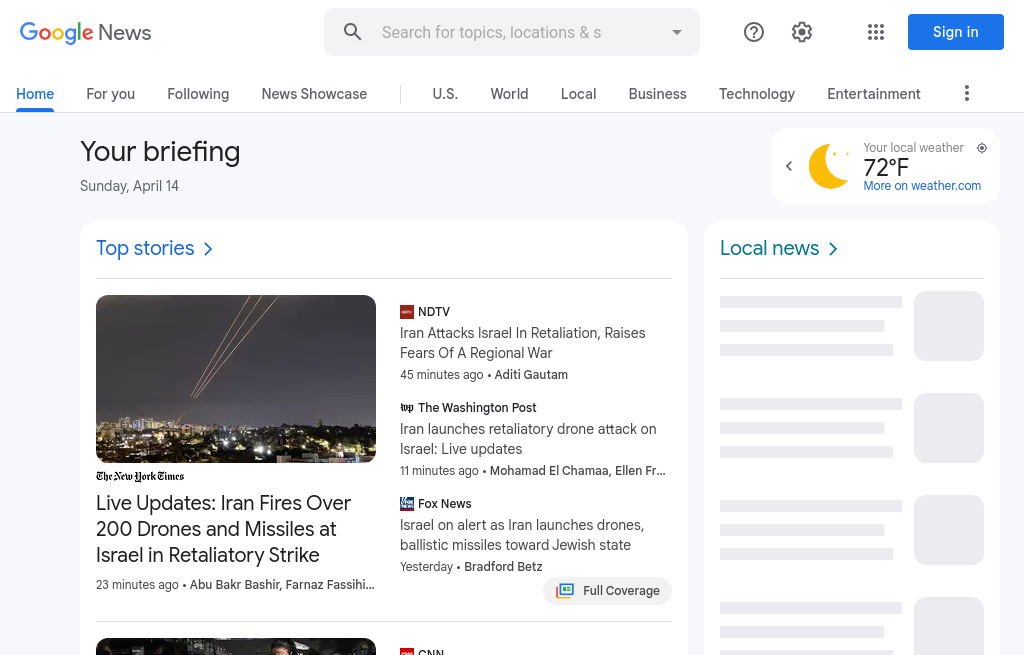 Google News
Search for topics, locations & s
Sign in
Home
For you
Following
News Showcase
U.S.
World
Local
Business
Technology
Entertainment
Your briefing
Sunday, April 14
Your local weather
72°F
More on weather.com
Top stories
The New York Times
Live Updates: Iran Fires Over
200 Drones and Missiles at
Israel in Retaliatory Strike
23 minutes ago • Abu Bakr Bashir, Farnaz Fassihi...
NDTV
Iran Attacks Israel In Retaliation, Raises
Fears Of A Regional War
45 minutes ago • Aditi Gautam
wp The Washington Post
Iran launches retaliatory drone attack on
Israel: Live updates
11 minutes ago • Mohamad El Chamaa, Ellen Fr...
Fox News
Israel on alert as Iran launches drones,
ballistic missiles toward Jewish state
Yesterday • Bradford Betz
Full Coverage
CNN
Local news